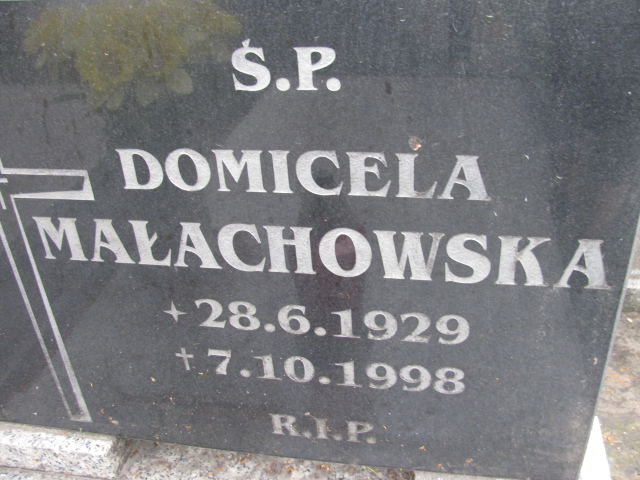 Ś.P.
DOMICELA
MAŁACHOWSKA
+28.6.1929
†7.10.1998
R.I.P.